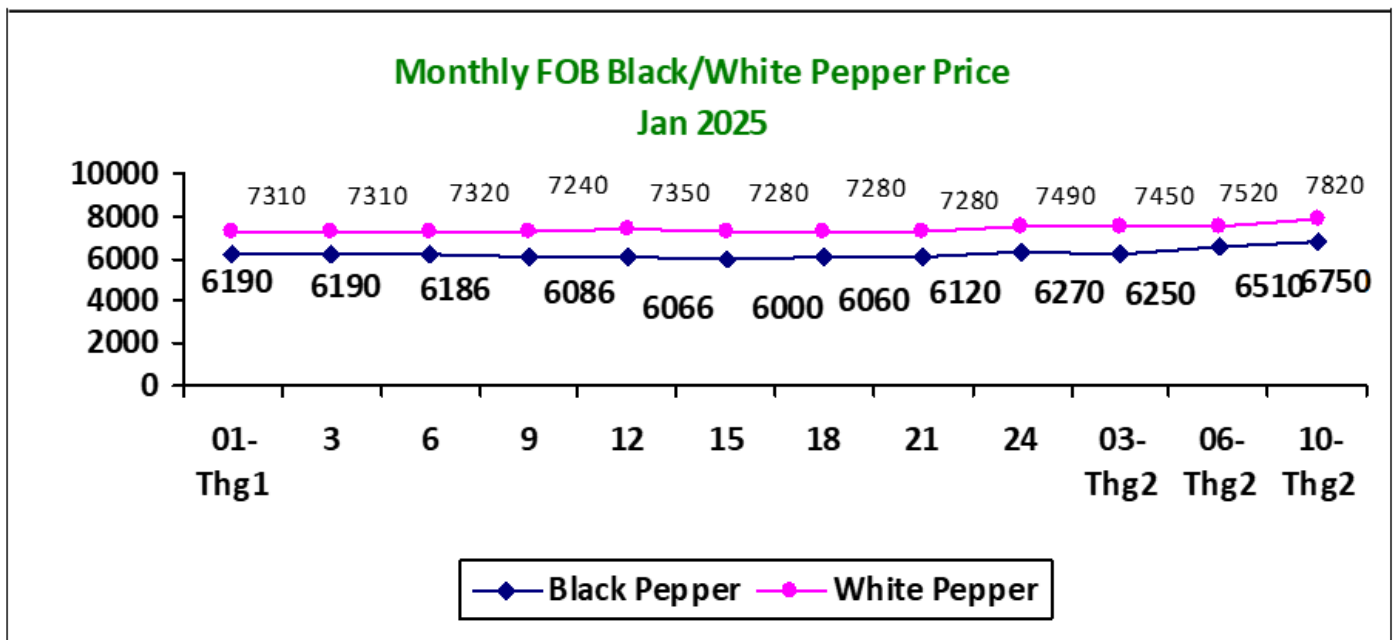 Monthly FOB Black/White Pepper Price
Jan 2025
10000
8000
6000
4000
2000
0
7310 7310 7320 7240 7350 7280 7280 7280 7490 7450 7520 7820
6190 6190 6186 6086 6066 6000 6060 6120 6270 6250 6510 6750
01- 3 6 9 12 15 18 21 24 03- 06- 10-
Thg1 Thg2 Thg2 Thg2
Black Pepper White Pepper